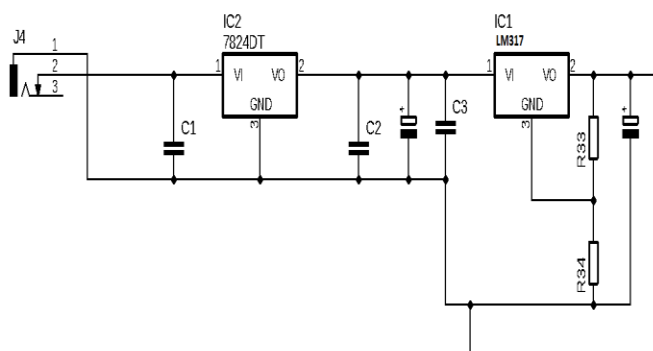 IC2
7824DT
IC1
LM317
J4
1
2
3
1
VI
VO
2
GND
3
1
VI
VO
2
GND
3
C1
C2
+
C3
R33
+
R34